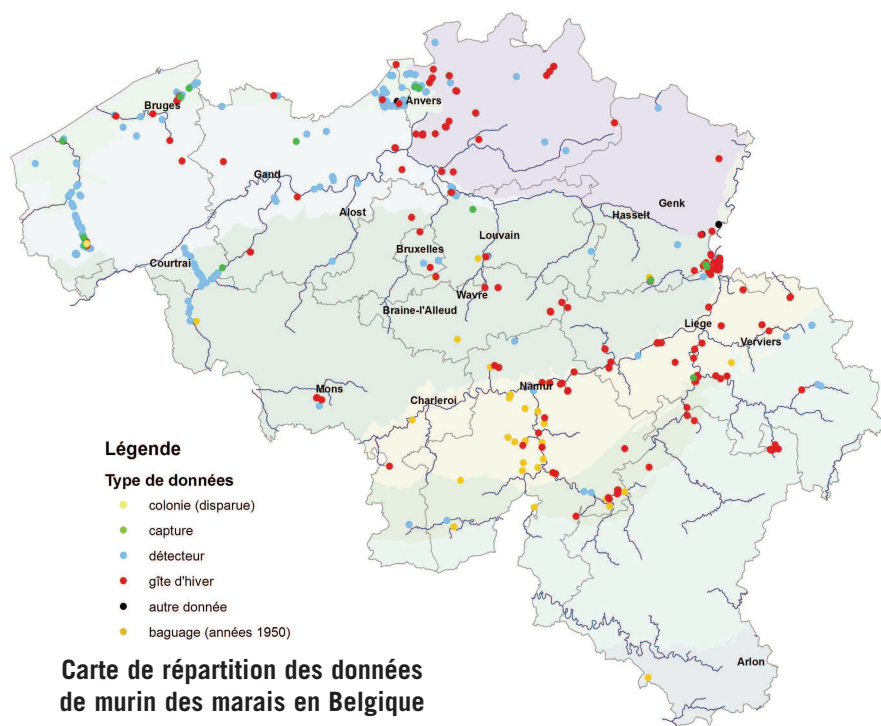 Bruges
Anvers
Gand
Genk
Hasselt
Alost
Louvain
Bruxelles
Courtrai
Wavre
Braine-l'Alleud
Liège
Verviers
Mons
Namur
Charleroi
Légende
Type de données
colonie (disparue)
capture
détecteur
gîte d'hiver
autre donnée
baguage (années 1950)
Carte de répartition des données
de murin des marais en Belgique
Arlon